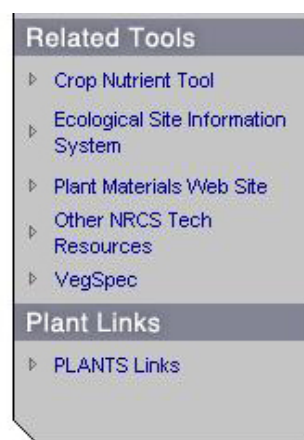 Related Tools
Crop Nutrient Tool
Ecological Site Information
System
Plant Materials Web Site
Other NRCS Tech
Resources
VegSpec
Plant Links
PLANTS Links